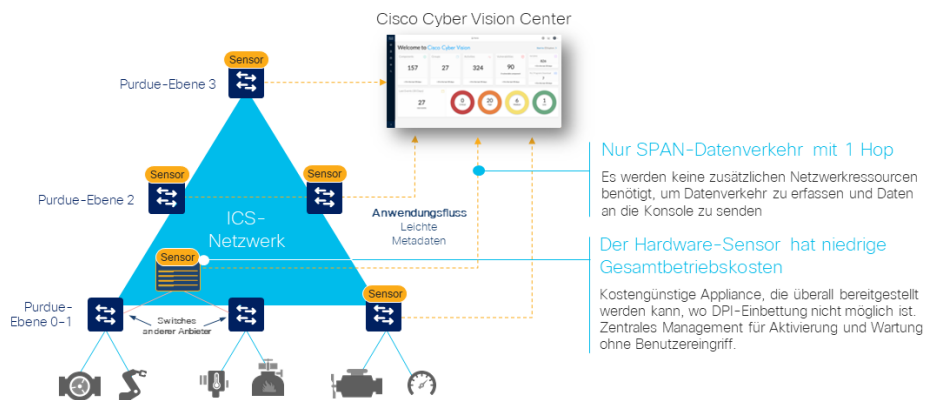 Cisco Cyber Vision Center
Sensor
Purdue-Ebene 3
Welcome to Cisco Cyber Vision
157
27
324
90
27
0
20
6
1
Sensor
Sensor
Purdue-Ebene 2
ICS-
Netzwerk
Anwendungsfluss
Leichte
Metadaten
Nur SPAN-Datenverkehr mit 1 Hop
Es werden keine zusätzlichen Netzwerkressourcen
benötigt, um Datenverkehr zu erfassen und Daten
an die Konsole zu senden
Sensor
Der Hardware-Sensor hat niedrige
Gesamtbetriebskosten
Kostengünstige Appliance, die überall bereitgestellt
werden kann, wo DPI-Einbettung nicht möglich ist.
Zentrales Management für Aktivierung und Wartung
ohne Benutzereingriff.
Sensor
Purdue-
Ebene 0-1
Switches
anderer Anbieter